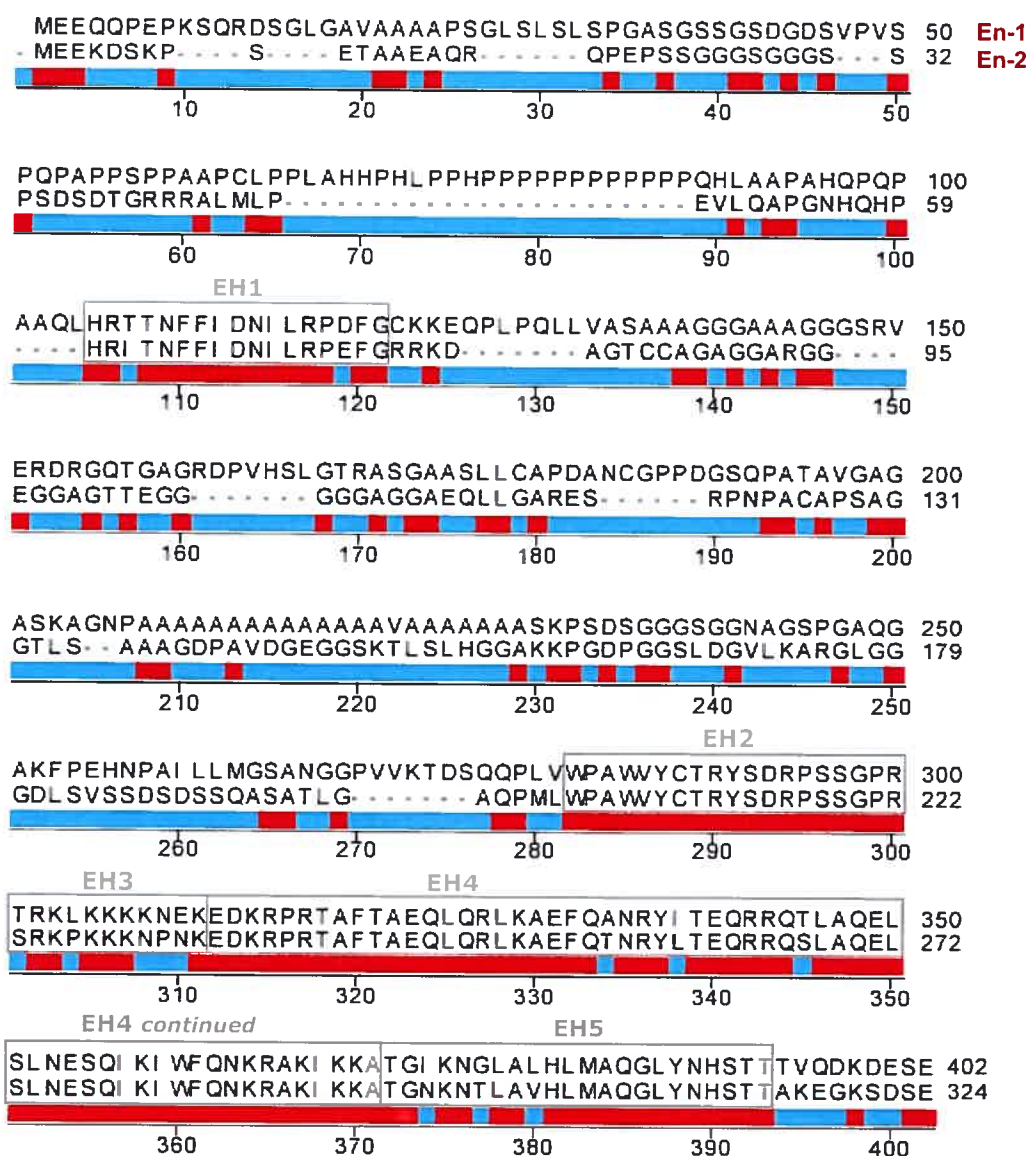 MEEQQPEPKSQRDSGLGAVAAAAAPSGLSLSLSPGASGSSGSDGDSVPVS 50 En-1
-MEEKDSKP----S----ETAAEAQR------QPEPSSGGGSGGGS---S 32 En-2
10 20 30 40 50
PQPAPPSPPAAPCLPPLAHHPHLPPHPPPPPPPPPPPPQHLAAPAHQPQP 100
PSDSDTGRRRALMLP-----------------------EVLQAPGNHQHP 59
60 70 80 90 100
EH1
AAQLHRTTNFFIDNILRPDFGCKKEQPLPQLLVASAAAGGGAAAGGGSRV 150
----HRITNFFIDNILRPEFGRRKD-------AGTCCAGAGGARGG---- 95
110 120 130 140 150
ERDRGQTGAGRDPVHSLGTRASGAASLLCAPDANCGPPDGSQPATAVGAG 200
EGGAGTTEGG-------GGGAGGAEQLLGARES------RPNPACAPSAG 131
160 170 180 190 200
ASKAGNPAAAAAAAAAAAAAAVAAAAAAASKPSDSGGGSGGNAGSPGAQG 250
GTLS--AAAGDPAVDGEGGSKTLSLHGGAKKPGDPGGSLDGVLKARGLGG 179
210 220 230 240 250
EH2
AKFPEHNPAILLMGSANGGPVVKTDSQQPLVWPAWVYCTRYSDRPSSGPR 300
GDLSVSSDSDSSQASATLG-------AQPMLWPAWVYCTRYSDRPSSGPR 222
260 270 280 290 300
EH3 EH4
TRKLKKKKNEKEDKRPRTAFTAEQLQRLKAEFQANRYITEQRRQTLAQEL 350
SRKPKKKNPNKEDKRPRTAFTAEQLQRLKAEFQTNRYLTEQRRQSLAQEL 272
310 320 330 340 350
EH4 continued EH5
SLNESQIKIWFQNKRAKIKKATGIKNGLALHLMAQGLYNHSTTTVQDKDESE 402
SLNESQIKIWFQNKRAKIKKATGNKNTLAVHLMAQGLYNHSTTAKEGKSDSE 324
360 370 380 390 400